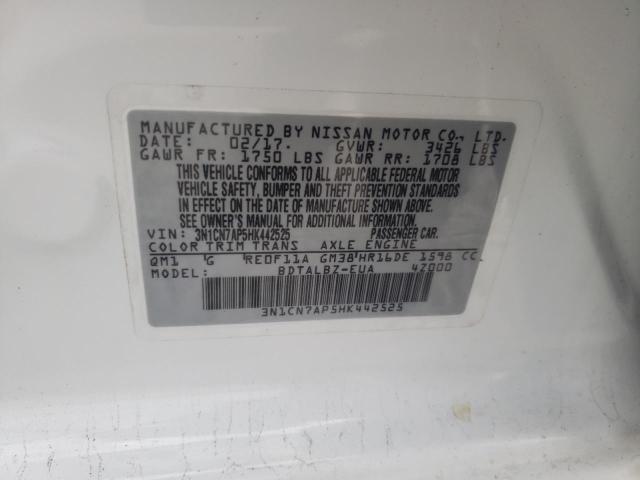 MANUFACTURED BY NISSAN MOTOR CO., LTD.
DATE: 02/17. GVWR: 3426 LBS
GAWR FR: 1750 LBS GAWR RR: 1708 LBS
THIS VEHICLE CONFORMS TO ALL APPLICABLE FEDERAL MOTOR
VEHICLE SAFETY, BUMPER AND THEFT PREVENTION STANDARDS
IN EFFECT ON THE DATE OF MANUFACTURE SHOWN ABOVE.
SEE OWNER'S MANUAL FOR ADDITIONAL INFORMATION.
VIN: 3N1CN7AP5HK442525 PASSENGER CAR.
COLOR TRIM TRANS AXLE ENGINE
QM1 G RE0F11A GM38 HR16DE 1598 CC
MODEL: BDTALBZ-EUA 4Z000
3N1CN7AP5HK442525